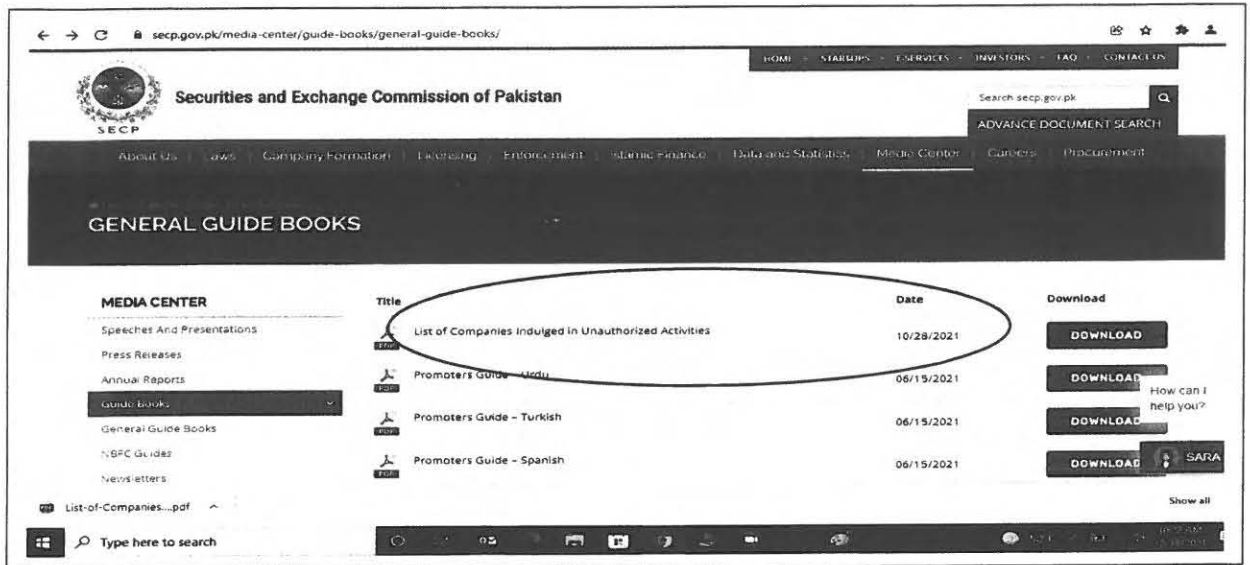 secp.gov.pk/media-center/guide-books/general-guide-books/
HOME STARTUPS E-SERVICES INVESTORS FAQ CONTACT US
Securities and Exchange Commission of Pakistan
SECP
Search secp.gov.pk
ADVANCE DOCUMENT SEARCH
About Us Laws Company Formation Licensing Enforcement Islamic Finance Data and Statistics Media Center Careers Procurement
GENERAL GUIDE BOOKS
MEDIA CENTER
Speeches And Presentations
Press Releases
Annual Reports
Guide Books
General Guide Books
NBFC Guides
Newsletters
Title Date Download
PDF List of Companies Indulged in Unauthorized Activities 10/28/2021 DOWNLOAD
PDF Promoters Guide - Urdu 06/15/2021 DOWNLOAD
PDF Promoters Guide – Turkish 06/15/2021 DOWNLOAD
PDF Promoters Guide – Spanish 06/15/2021 DOWNLOAD
How can I
help you?
SARA
List-of-Companies....pdf
Show all
Type here to search